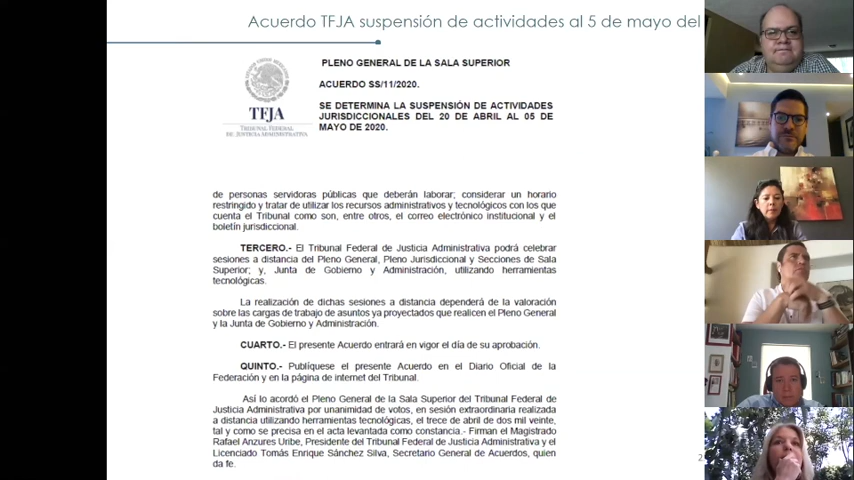 Acuerdo TFJA suspensión de actividades al 5 de mayo del
PLENO GENERAL DE LA SALA SUPERIOR
ACUERDO SS/11/2020.
SE DETERMINA LA SUSPENSIÓN DE ACTIVIDADES
JURISDICCIONALES DEL 20 DE ABRIL AL 05 DE
MAYO DE 2020.
TFJA
TRIBUNAL FEDERAL
DE JUSTICIA ADMINISTRATIVA
de personas servidoras públicas que deberán laborar; considerar un horario
restringido y tratar de utilizar los recursos administrativos y tecnológicos con los que
cuenta el Tribunal como son, entre otros, el correo electrónico institucional y el
boletín jurisdiccional.
TERCERO.- El Tribunal Federal de Justicia Administrativa podrá celebrar
sesiones a distancia del Pleno General, Pleno Jurisdiccional y Secciones de Sala
Superior; y, Junta de Gobierno y Administración, utilizando herramientas
tecnológicas.
La realización de dichas sesiones a distancia dependerá de la valoración
sobre las cargas de trabajo de asuntos ya proyectados que realicen el Pleno General
y la Junta de Gobierno y Administración.
CUARTO.- El presente Acuerdo entrará en vigor el día de su aprobación.
QUINTO.- Publíquese el presente Acuerdo en el Diario Oficial de la
Federación y en la página de internet del Tribunal.
Así lo acordó el Pleno General de la Sala Superior del Tribunal Federal de
Justicia Administrativa por unanimidad de votos, en sesión extraordinaria realizada
a distancia utilizando herramientas tecnológicas, el trece de abril de dos mil veinte,
tal y como se precisa en el acta levantada como constancia.- Firman el Magistrado
Rafael Anzures Uribe, Presidente del Tribunal Federal de Justicia Administrativa y el
Licenciado Tomás Enrique Sánchez Silva, Secretario General de Acuerdos, quien
da fe.
2